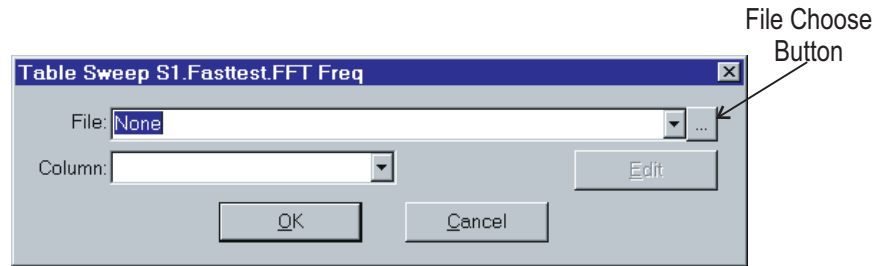 File Choose
Button
Table Sweep S1.Fasttest.FFT Freq
File: None ...
Column:
Edit
OK Cancel